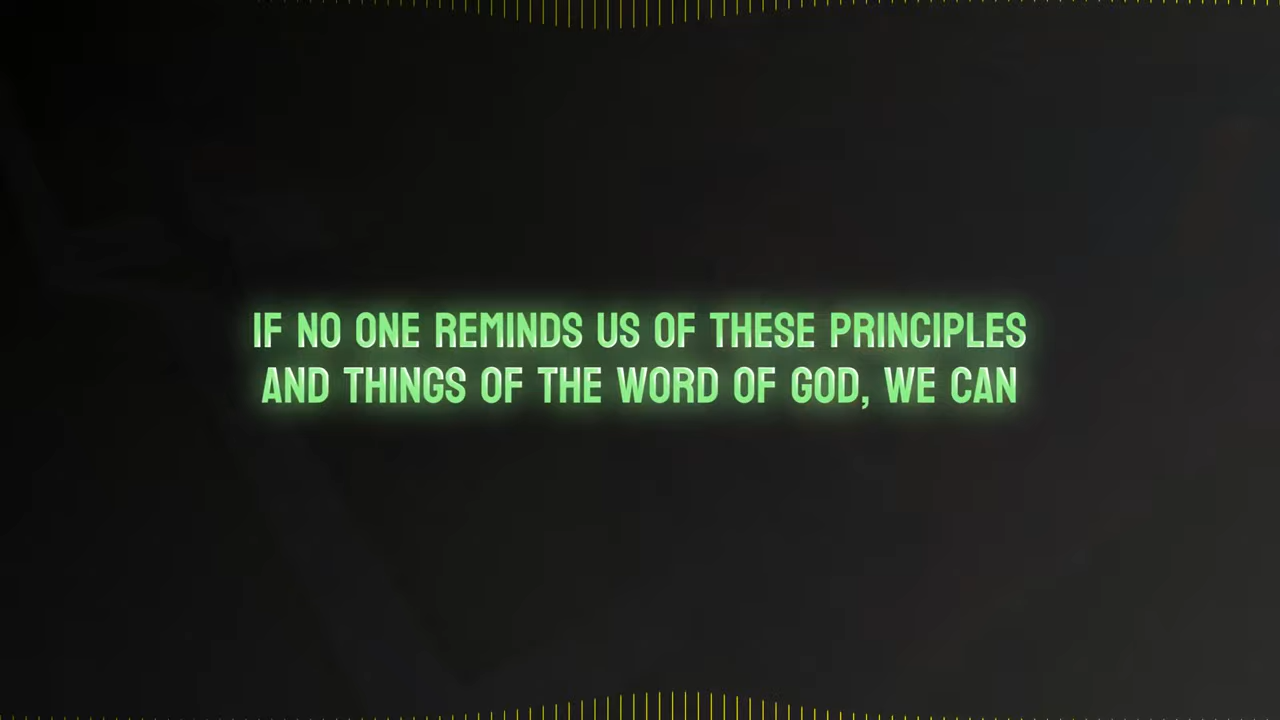 IF NO ONE REMINDS US OF THESE PRINCIPLES
AND THINGS OF THE WORD OF GOD, WE CAN